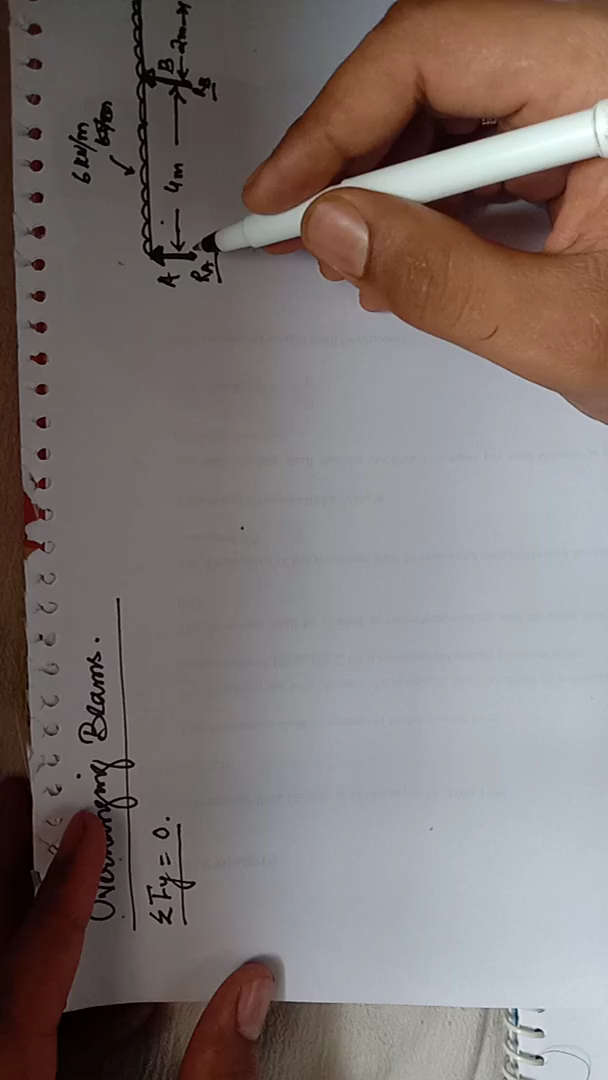 Overhanging Beams.
ΣFy = 0.
6 kN/m
A
4m
B
2m
RA
RB